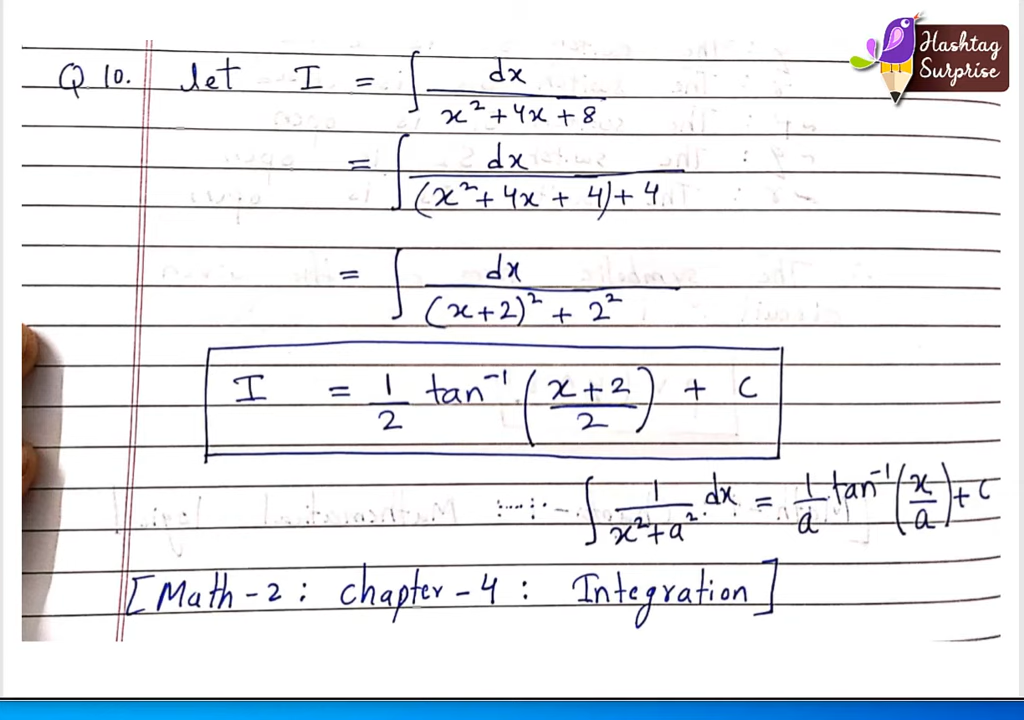 Hashtag
Surprise
Q 10. let I = ∫ dx / (x² + 4x + 8)
= ∫ dx / ((x² + 4x + 4) + 4)
= ∫ dx / ((x+2)² + 2²)
I = 1/2 tan⁻¹ ((x+2)/2) + c
∫ 1/(x²+a²) dx = 1/a tan⁻¹ (x/a) + c
[Math-2 : chapter-4 : Integration]